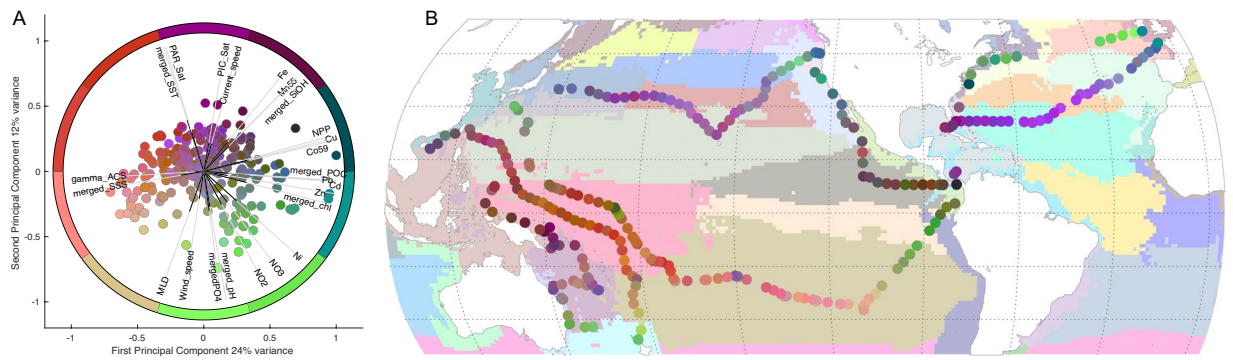 A
B
1
0.5
0
-0.5
-1
-1
-0.5
0
0.5
1
Second Principal Component 12% variance
First Principal Component 24% variance
PAR_Sat
merged_SST
PIC_Sat
Current_speed
Fe
Mn55
merged_SiOH
NPP
Cu
Co59
merged_POC
Cd
Zn
merged_chl
Ni
NO3
NO2
merged_pH
mergedPO4
Wind_speed
MLD
gamma_ACS
merged_SSS